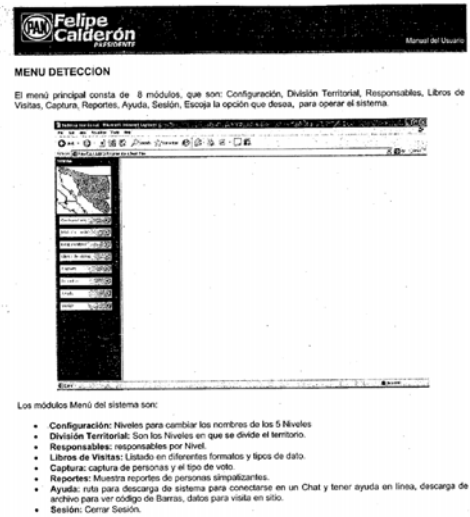 PAN Felipe
Calderón
PRESIDENTE
Manual del Usuario
MENU DETECCION
El menú principal consta de 8 módulos, que son: Configuración, División Territorial, Responsables, Libros de
Visitas, Captura, Reportes, Ayuda, Sesión, Escoja la opción que desea, para operar el sistema.
Los módulos Menú del sistema son:
• Configuración: Niveles para cambiar los nombres de los 5 Niveles
• División Territorial: Son los Niveles en que se divide el territorio.
• Responsables: responsables por Nivel.
• Libros de Visitas: Listado en diferentes formatos y tipos de dato.
• Captura: captura de personas y el tipo de voto.
• Reportes: Muestra reportes de personas simpatizantes.
• Ayuda: ruta para descarga de sistema para conectarse en un Chat y tener ayuda en línea, descarga de
archivo para ver código de Barras, datos para visita en sitio.
• Sesión: Cerrar Sesión.